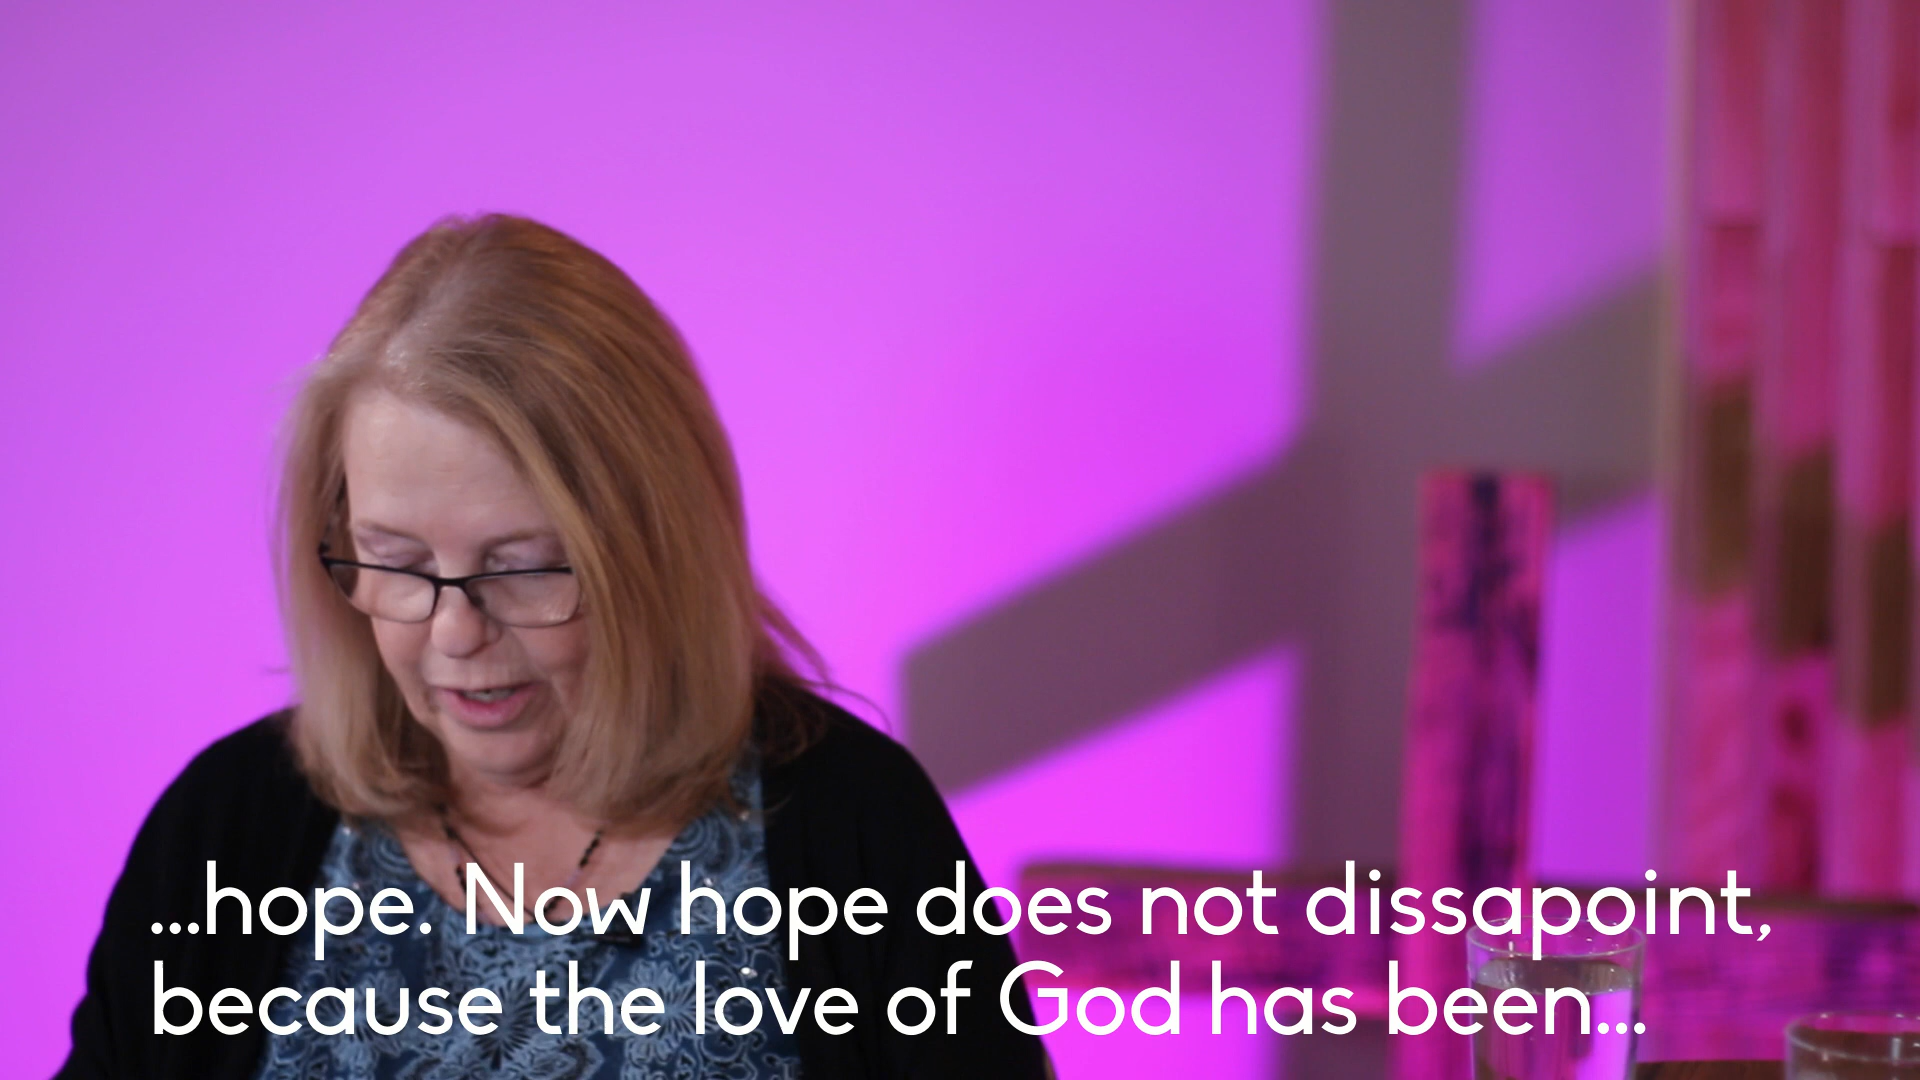 ...hope. Now hope does not dissapoint,
because the love of God has been...